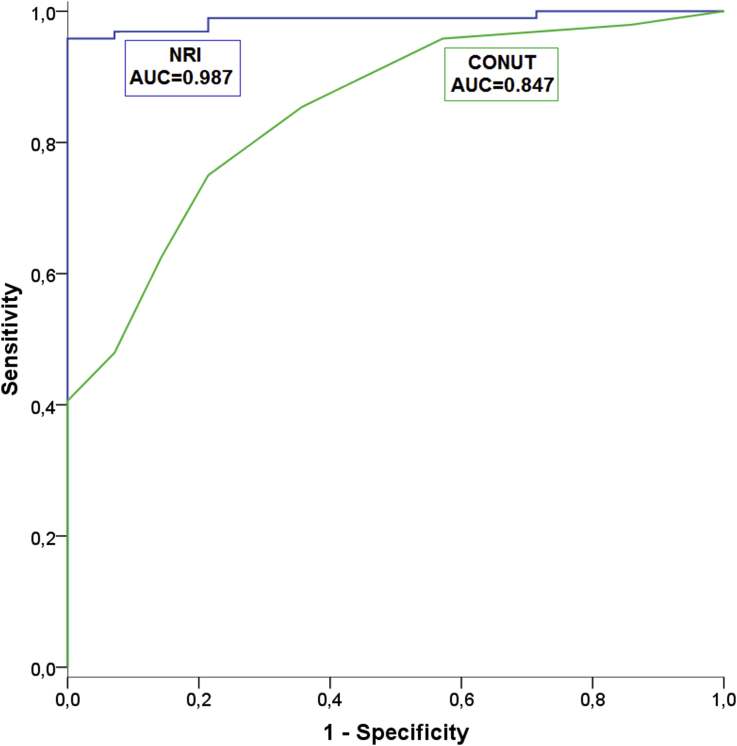 1,0
NRI
AUC=0.987
CONUT
AUC=0.847
0,8
0,6
Sensitivity
0,4
0,2
0,0
0,0 0,2 0,4 0,6 0,8 1,0
1 - Specificity